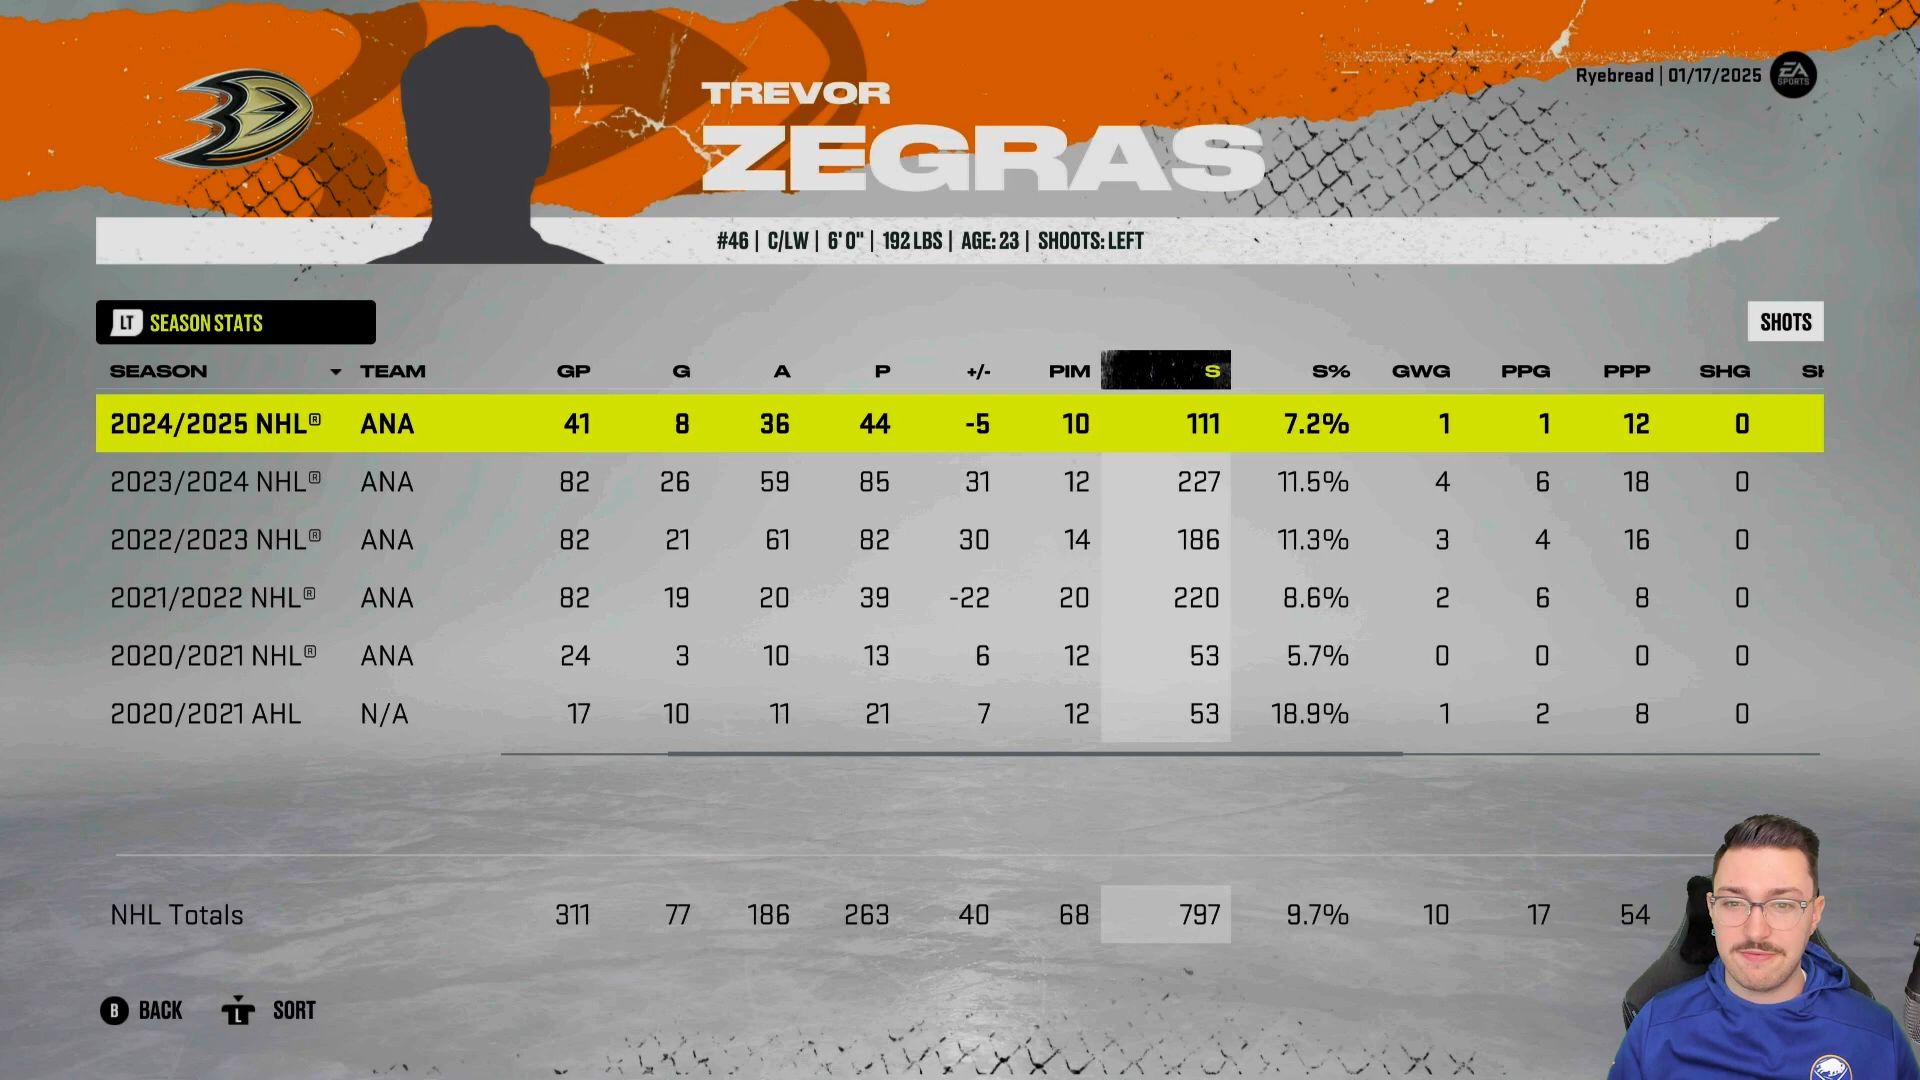 Ryebread | 01/17/2025
EA SPORTS
TREVOR
ZEGRAS
#46 | C/LW | 6' 0" | 192 LBS | AGE: 23 | SHOOTS: LEFT
LT SEASON STATS
SHOTS
SEASON TEAM GP G A P +/- PIM S S% GWG PPG PPP SHG SH
2024/2025 NHL® ANA 41 8 36 44 -5 10 111 7.2% 1 1 12 0
2023/2024 NHL® ANA 82 26 59 85 31 12 227 11.5% 4 6 18 0
2022/2023 NHL® ANA 82 21 61 82 30 14 186 11.3% 3 4 16 0
2021/2022 NHL® ANA 82 19 20 39 -22 20 220 8.6% 2 6 8 0
2020/2021 NHL® ANA 24 3 10 13 6 12 53 5.7% 0 0 0 0
2020/2021 AHL N/A 17 10 11 21 7 12 53 18.9% 1 2 8 0
NHL Totals 311 77 186 263 40 68 797 9.7% 10 17 54
B BACK L SORT